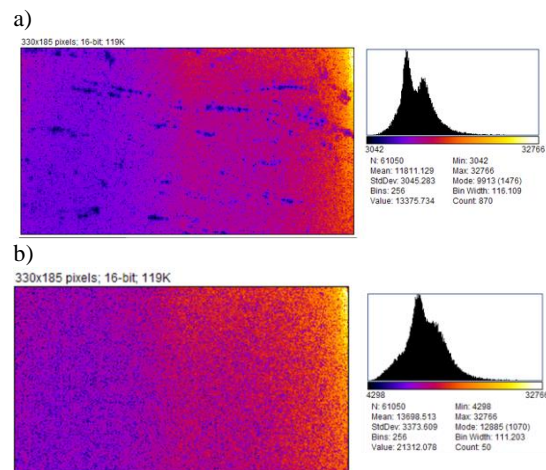 a)
330x185 pixels; 16-bit; 119K
3042 32766
N: 61050 Min: 3042
Mean: 11811.129 Max: 32766
StdDev: 3045.283 Mode: 9913 (1476)
Bins: 256 Bin Width: 116.109
Value: 13375.734 Count: 870
b)
330x185 pixels; 16-bit; 119K
4298 32766
N: 61050 Min: 4298
Mean: 13698.513 Max: 32766
StdDev: 3373.609 Mode: 12885 (1070)
Bins: 256 Bin Width: 111.203
Value: 21312.078 Count: 50